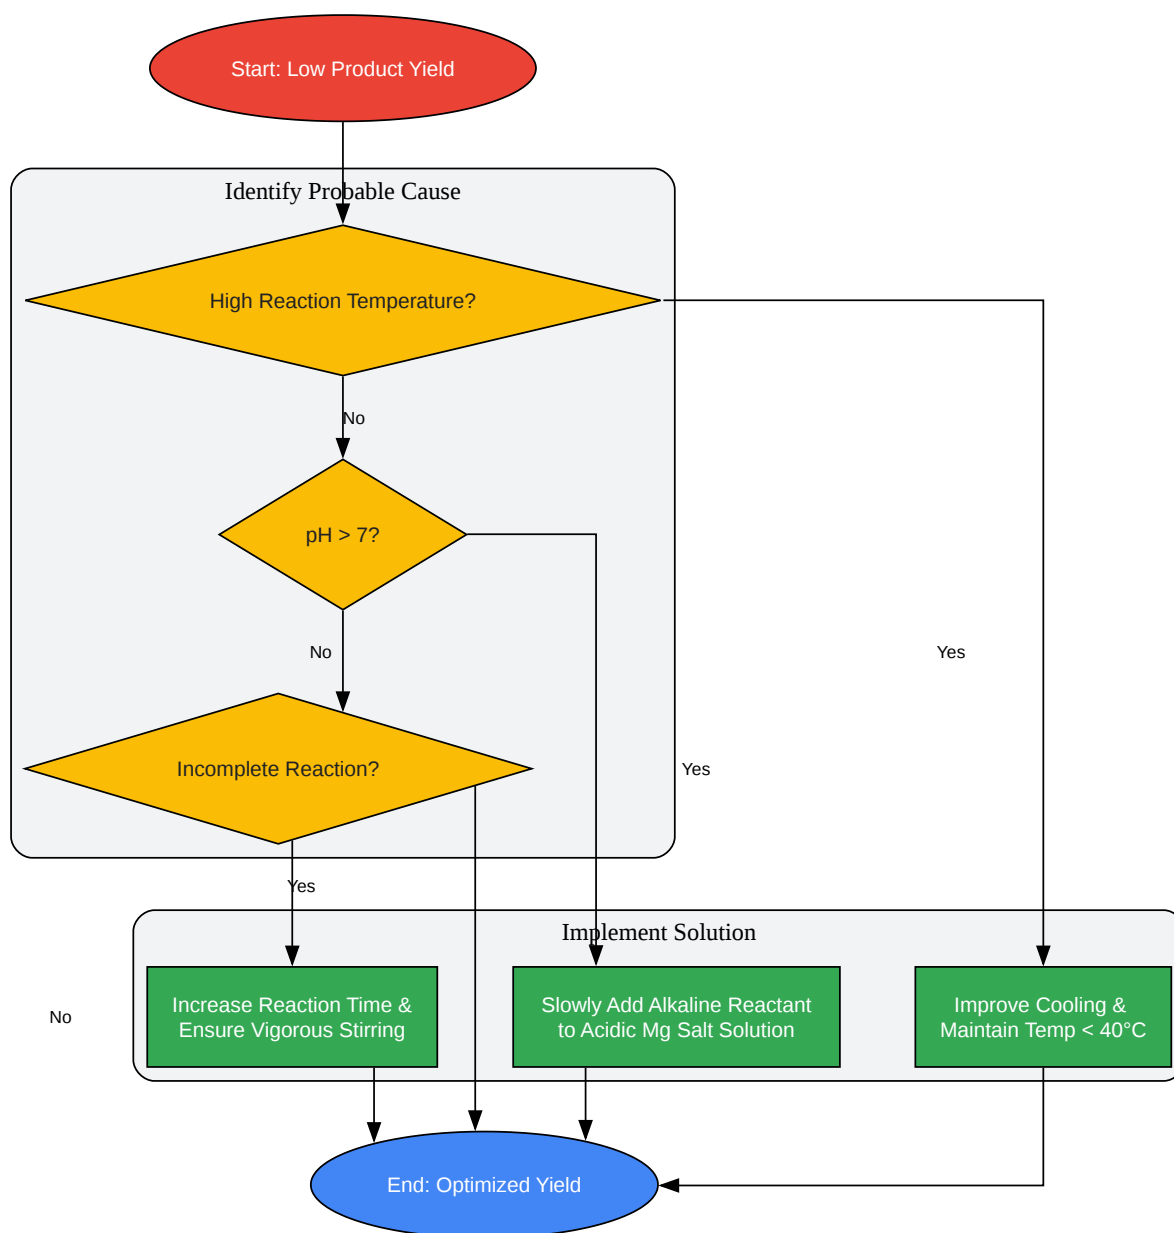 Start: Low Product Yield
Identify Probable Cause
High Reaction Temperature?
No
pH > 7?
No
Yes
Incomplete Reaction?
Yes
Yes
Implement Solution
Increase Reaction Time &
Ensure Vigorous Stirring
Slowly Add Alkaline Reactant
to Acidic Mg Salt Solution
Improve Cooling &
Maintain Temp < 40°C
No
End: Optimized Yield